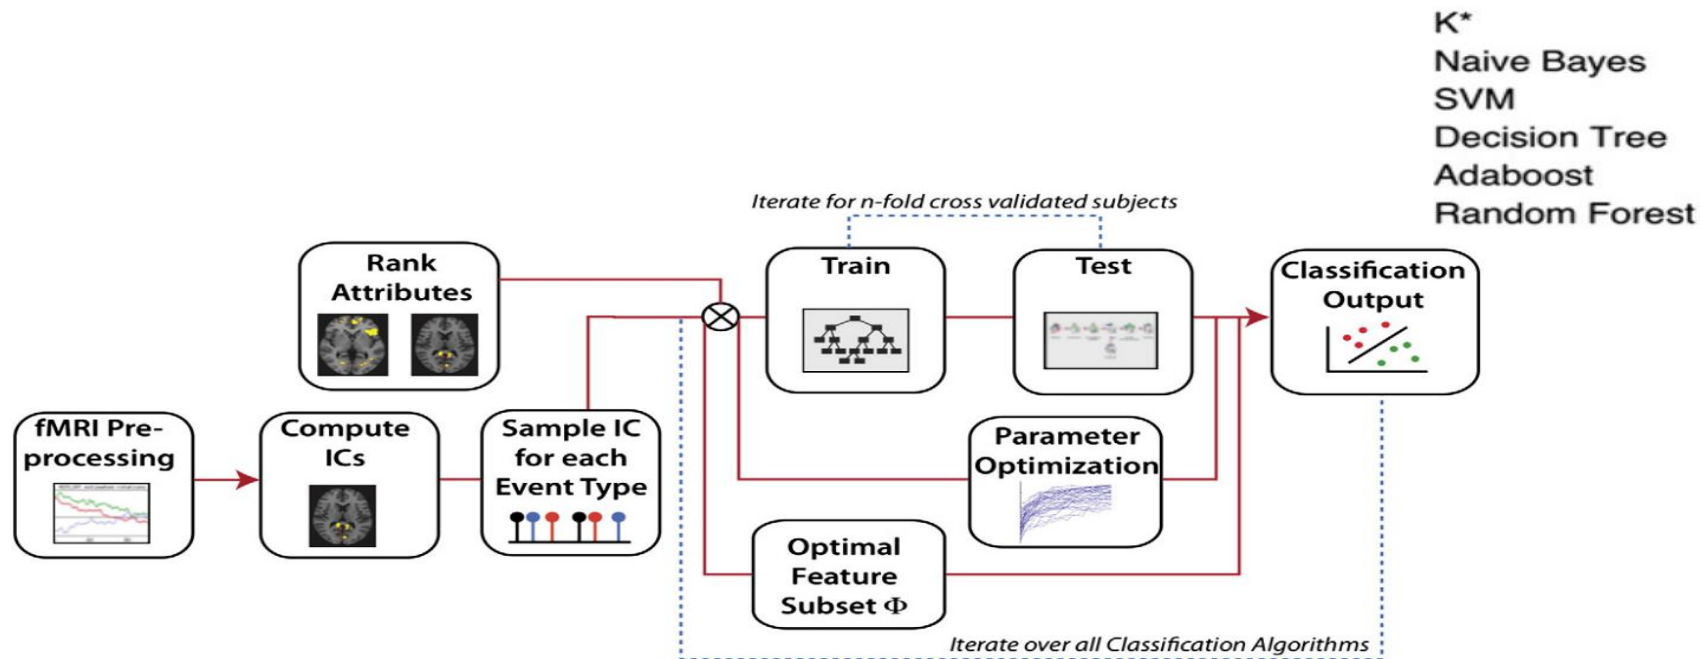 K*
Naive Bayes
SVM
Decision Tree
Adaboost
Random Forest
Iterate for n-fold cross validated subjects
Rank
Attributes
Train
Test
Classification
Output
fMRI Pre-
processing
Compute
ICs
Sample IC
for each
Event Type
Parameter
Optimization
Optimal
Feature
Subset Φ
Iterate over all Classification Algorithms